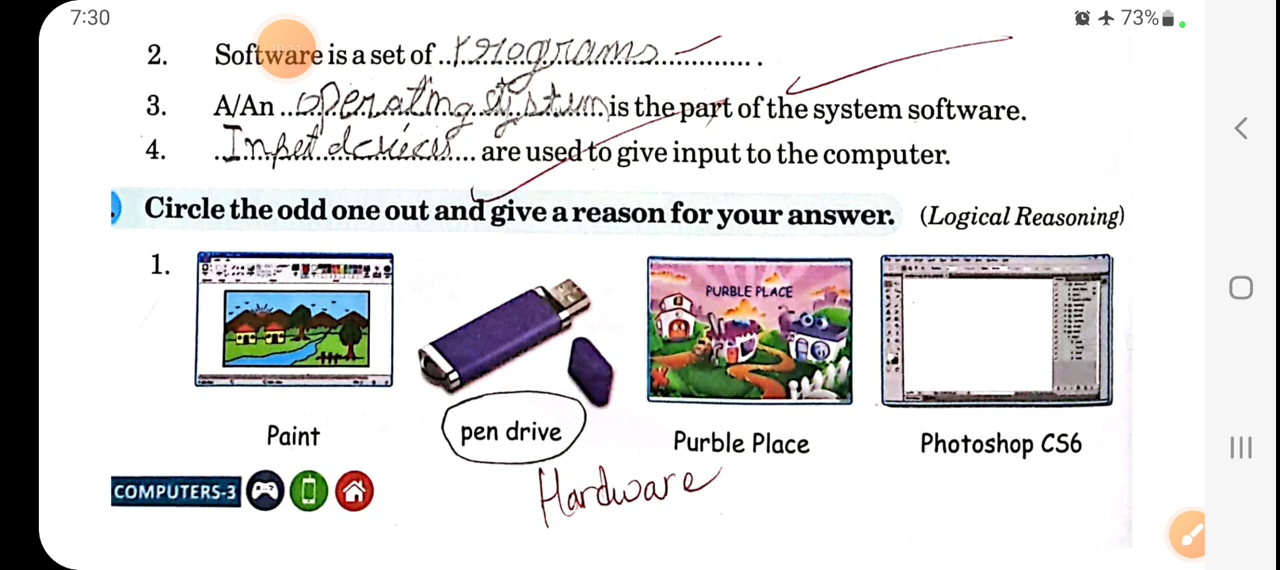 7:30 73%
2. Software is a set of ..programs.............. .
3. A/An ..operating system is the part of the system software.
4. ..Input devices.... are used to give input to the computer.
Circle the odd one out and give a reason for your answer. (Logical Reasoning)
1.
PURBLE PLACE
Paint pen drive Purble Place Photoshop CS6
COMPUTERS-3
Hardware